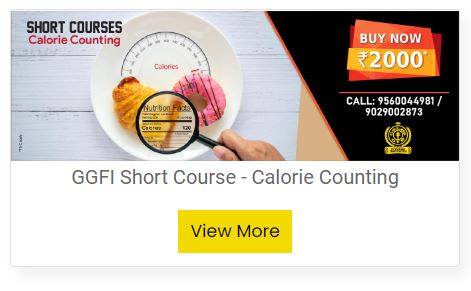 SHORT COURSES
Calorie Counting
Calories
Nutrition Facts
Calories 120
BUY NOW
₹2000*
CALL: 9560044981 /
9029002873
*T&C apply
GGFI Short Course - Calorie Counting
View More